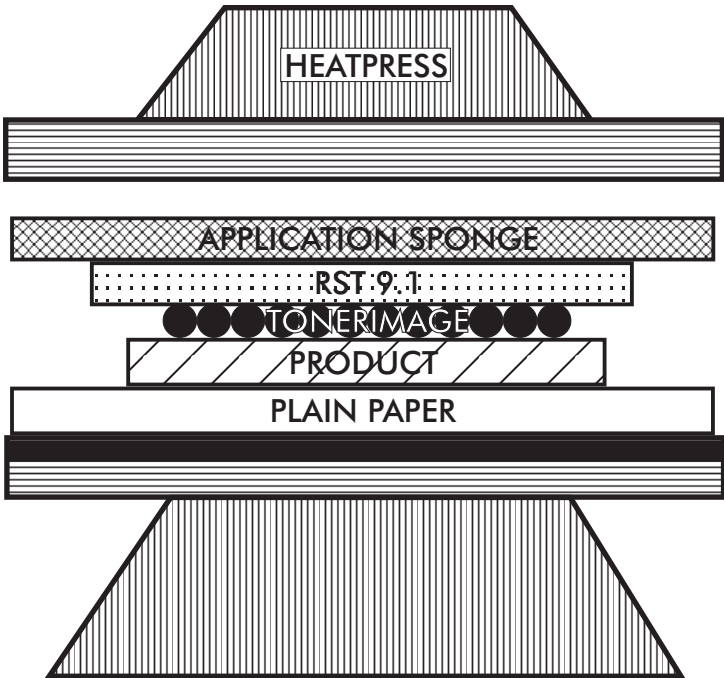 HEATPRESS
APPLICATION SPONGE
RST 9.1
TONERIMAGE
PRODUCT
PLAIN PAPER